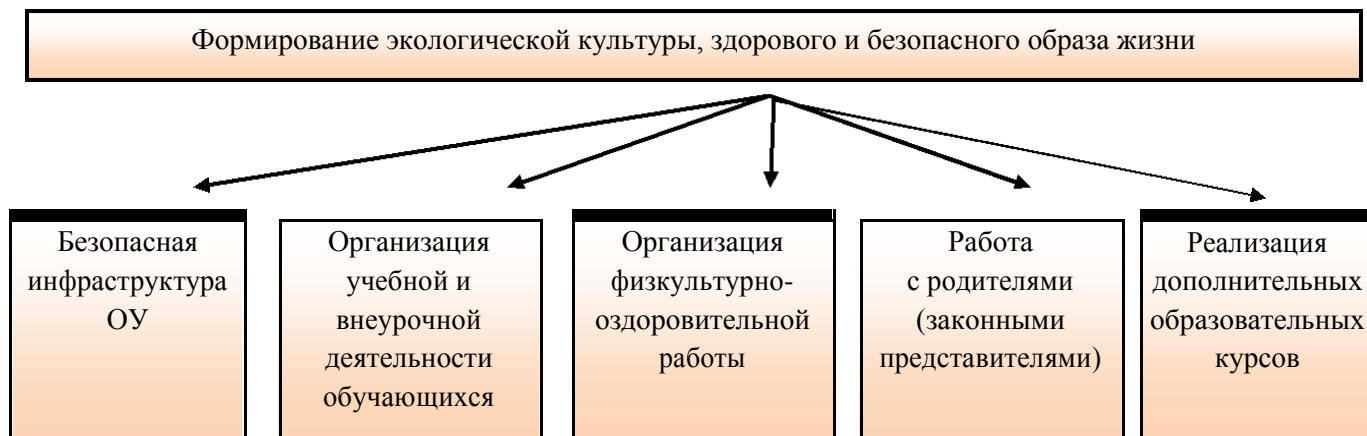 Формирование экологической культуры, здорового и безопасного образа жизни
Безопасная
инфраструктура
ОУ
Организация
учебной и
внеурочной
деятельности
обучающихся
Организация
физкультурно-
оздоровительной
работы
Работа
с родителями
(законными
представителями)
Реализация
дополнительных
образовательных
курсов